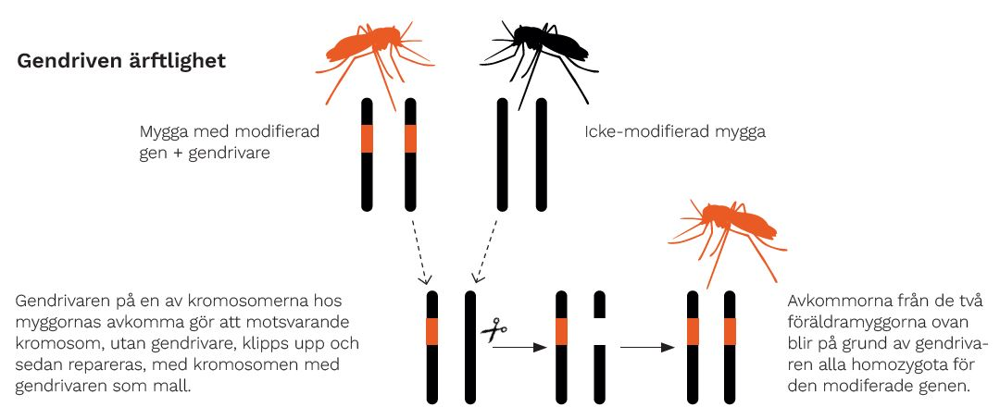 Gendriven ärftlighet
Mygga med modifierad
gen + gendrivare
Icke-modifierad mygga
Gendrivaren på en av kromosomerna hos
myggornas avkomma gör att motsvarande
kromosom, utan gendrivare, klipps upp och
sedan repareras, med kromosomen med
gendrivaren som mall.
Avkommorna från de två
föräldramyggorna ovan
blir på grund av gendriva-
ren alla homozygota för
den modiferade genen.